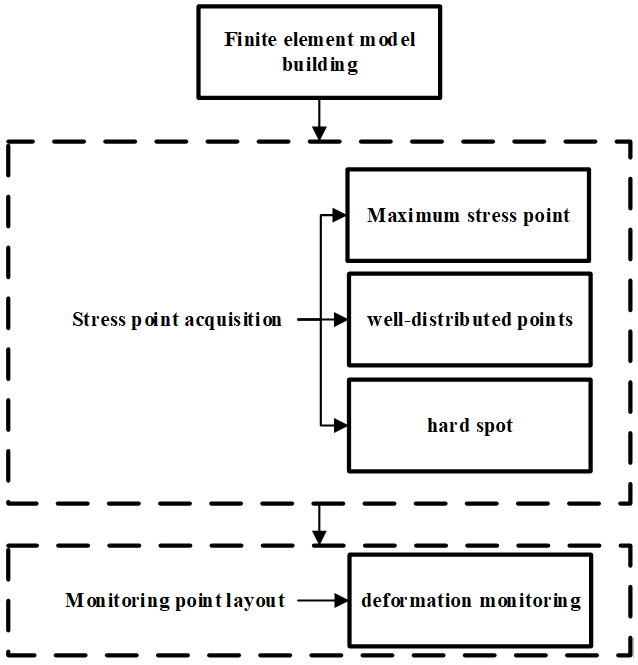 Finite element model
building
Maximum stress point
Stress point acquisition
well-distributed points
hard spot
Monitoring point layout
deformation monitoring